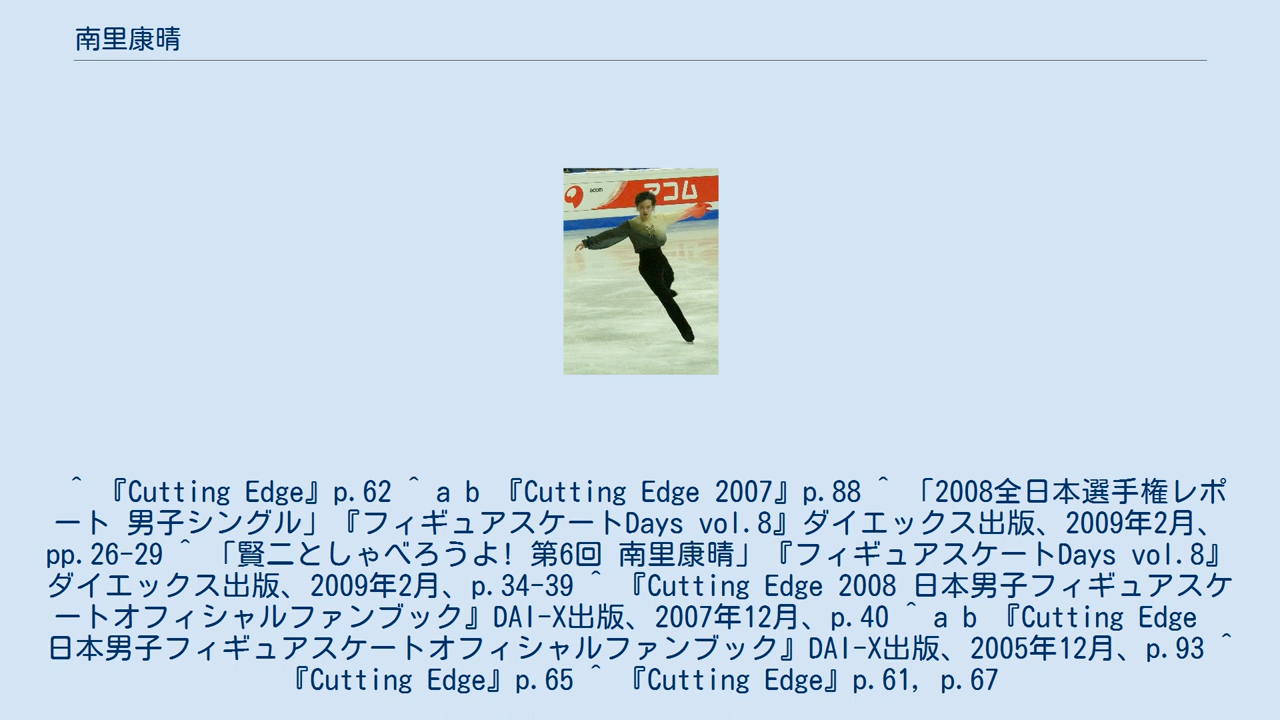 南里康晴
acom
アコム
^ 『Cutting Edge』p.62 ^ a b 『Cutting Edge 2007』p.88 ^ 「2008全日本選手権レポ
ート 男子シングル」『フィギュアスケートDays vol.8』ダイエックス出版、2009年2月、
pp.26-29 ^ 「賢二としゃべろうよ! 第6回 南里康晴」『フィギュアスケートDays vol.8』
ダイエックス出版、2009年2月、p.34-39 ^ 『Cutting Edge 2008 日本男子フィギュアスケ
ートオフィシャルファンブック』DAI-X出版、2007年12月、p.40 ^ a b 『Cutting Edge
日本男子フィギュアスケートオフィシャルファンブック』DAI-X出版、2005年12月、p.93 ^
『Cutting Edge』p.65 ^ 『Cutting Edge』p.61, p.67